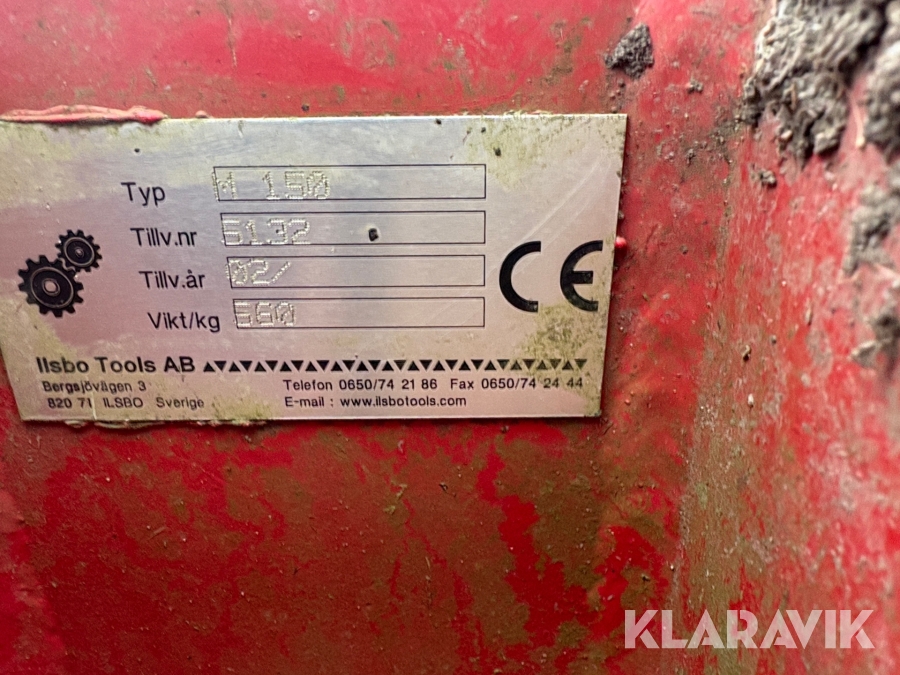 Typ M 150
Tillv.nr 5132
Tillv.år 02/
Vikt/kg 560
Ilsbo Tools AB
Bergsjövägen 3 Telefon 0650/74 21 86 Fax 0650/74 24 44
820 71 ILSBO Sverige E-mail : www.ilsbotools.com
CE
KLARAVIK